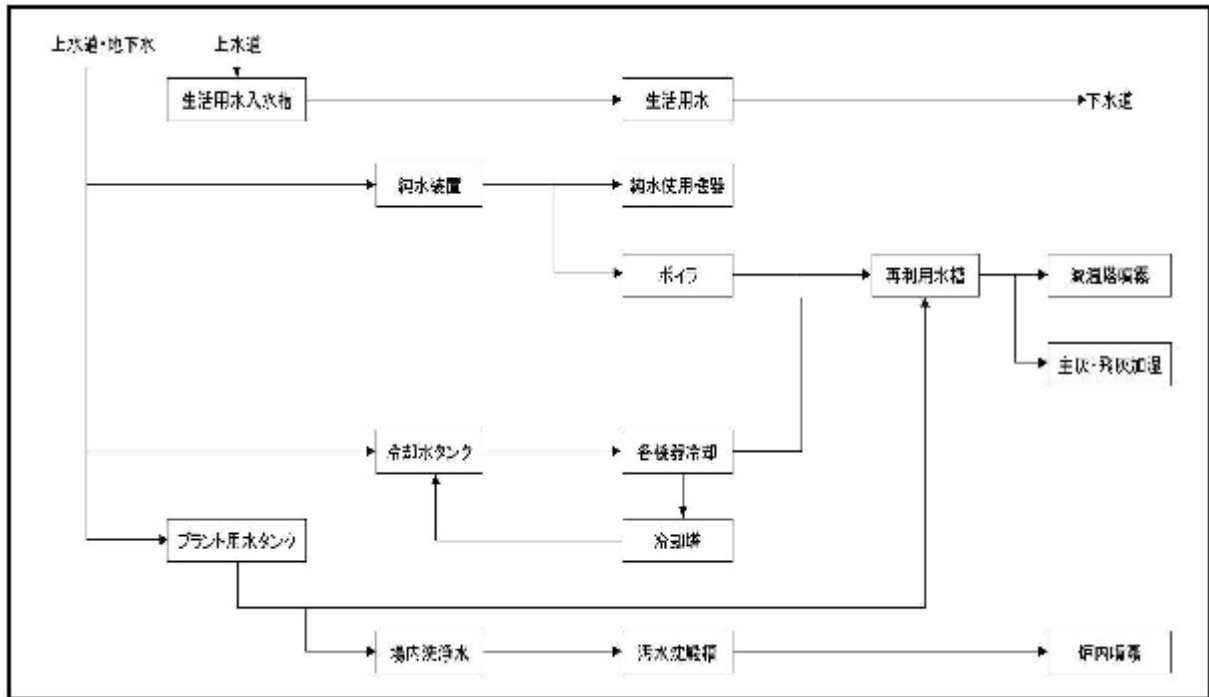 上水道・地下水
上水道
生活用水入水槽
生活用水
下水道
純水装置
純水使用機器
ボイラ
再利用水槽
減温塔噴霧
主灰・飛灰加湿
冷却水タンク
各機器冷却
プラント用水タンク
冷却塔
場内洗浄水
汚水沈殿槽
炉内噴霧